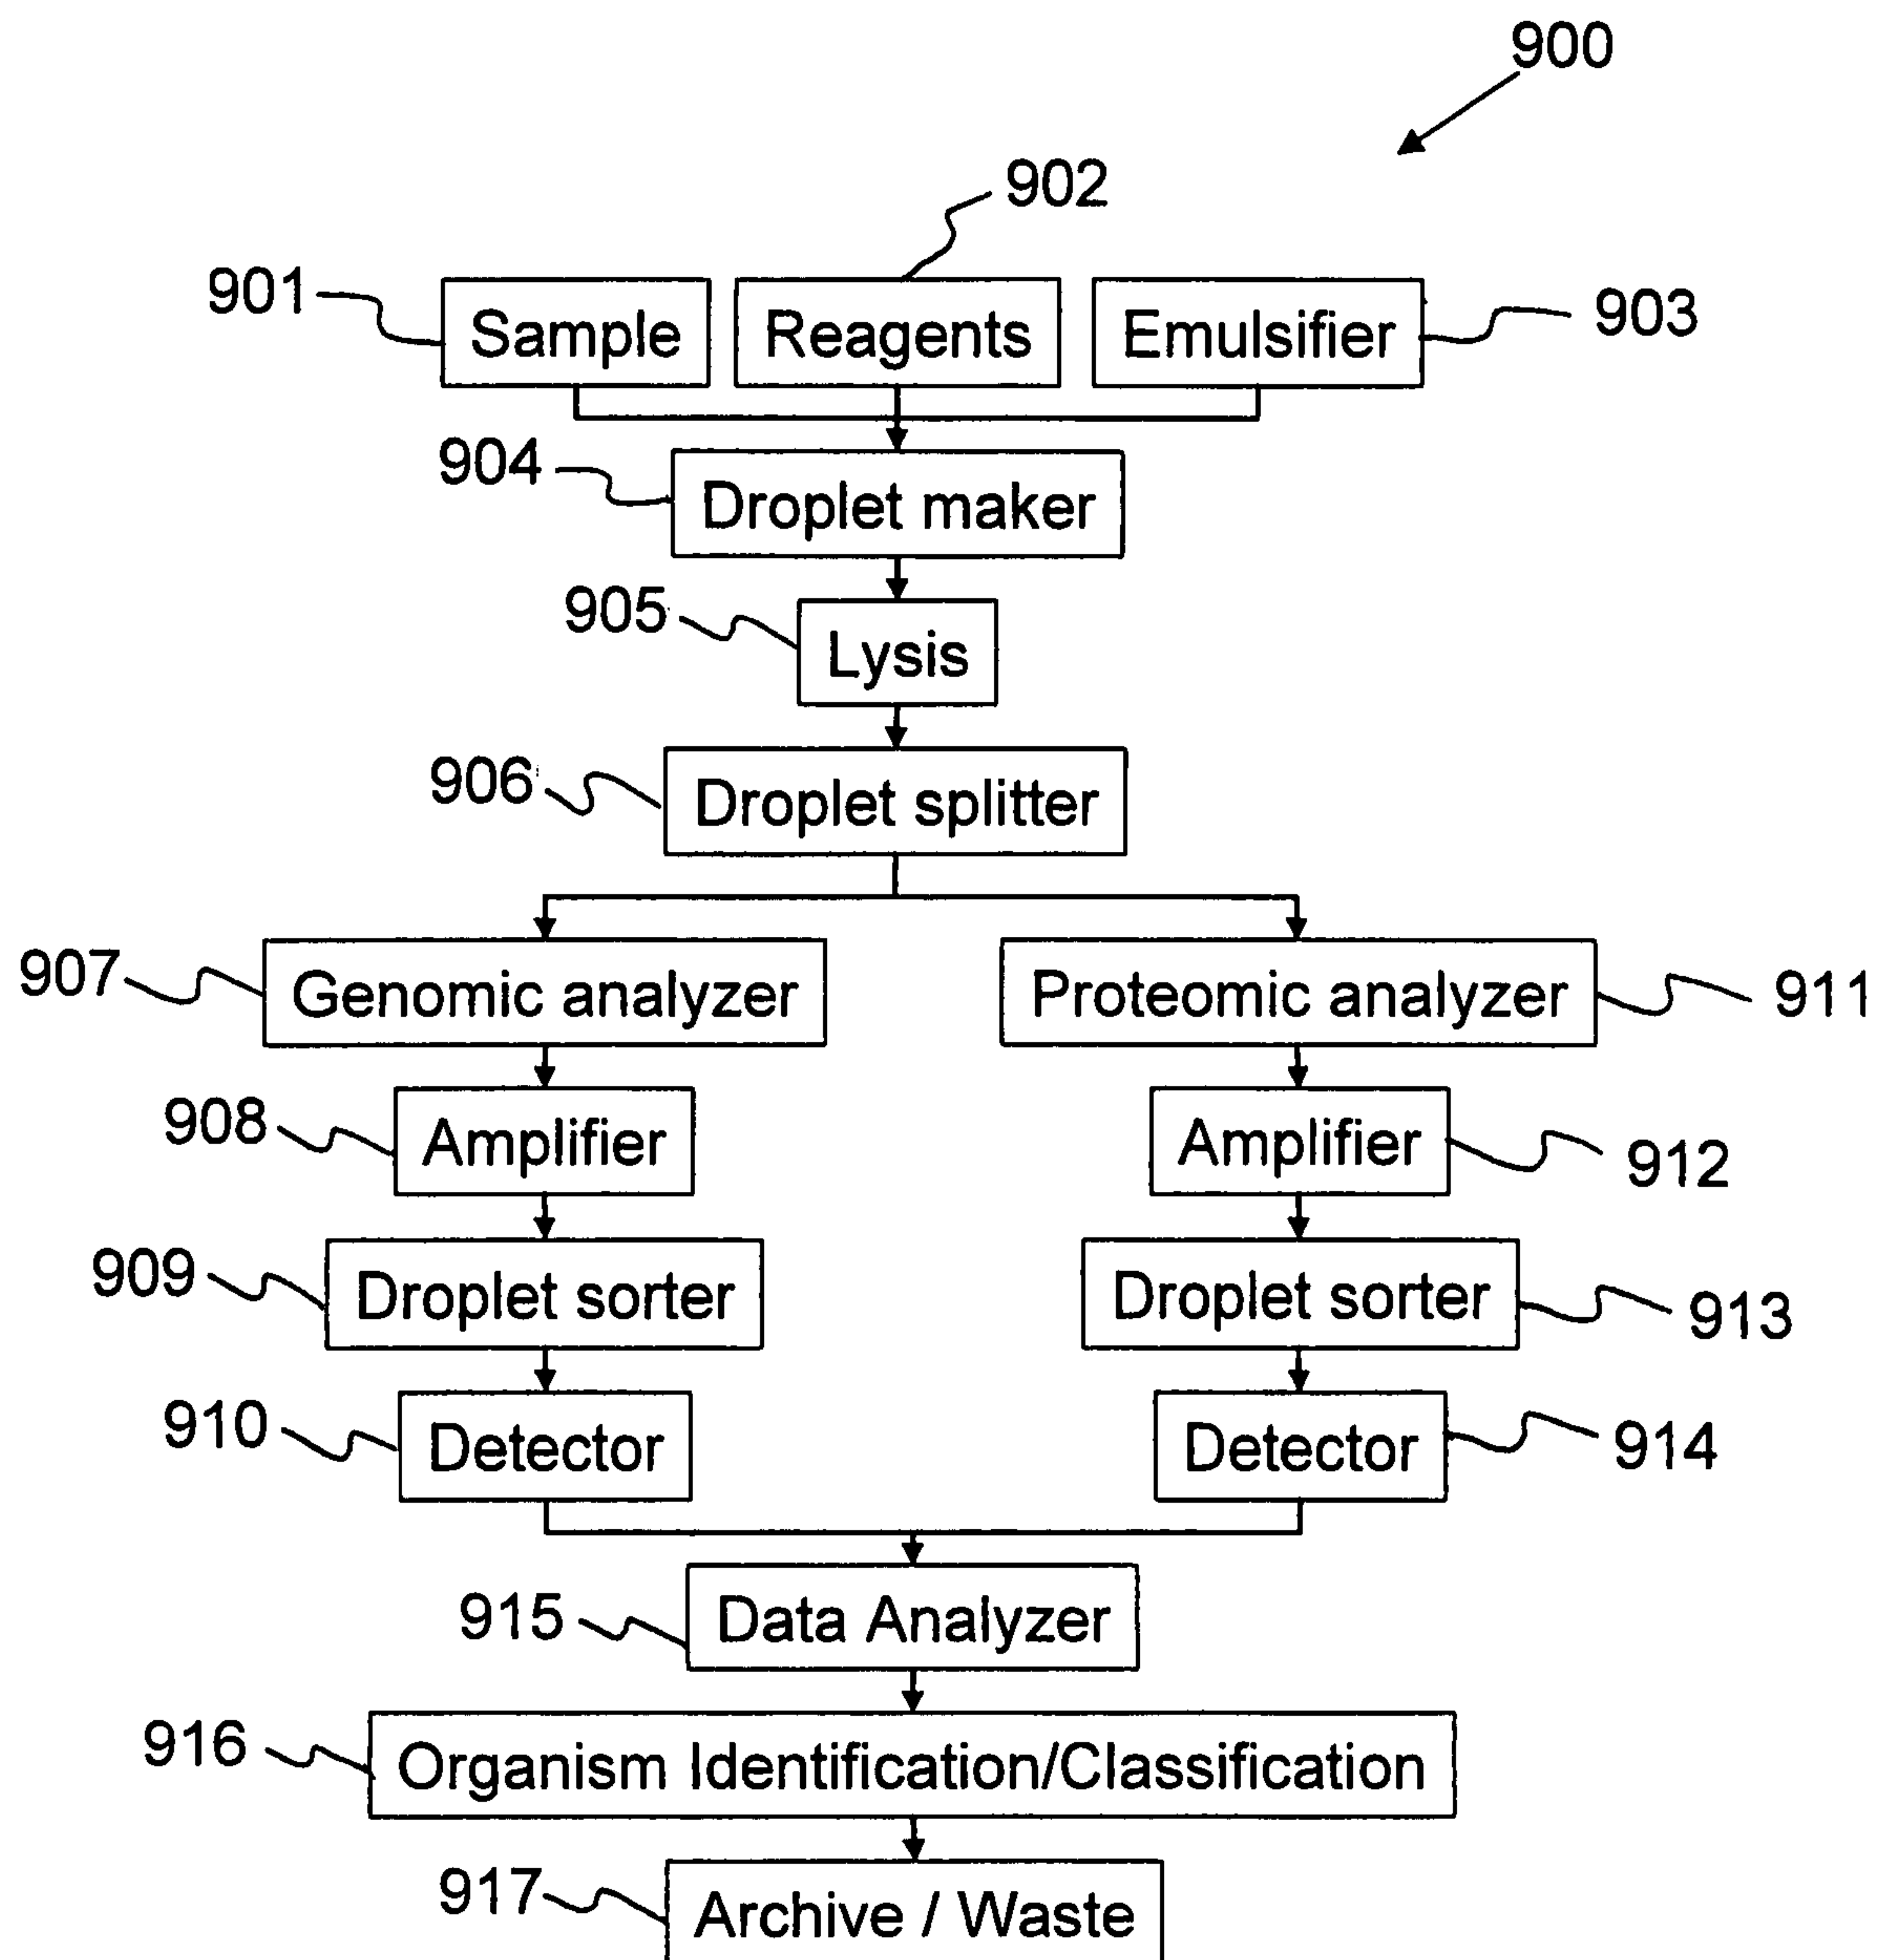 900
902
901 Sample Reagents Emulsifier 903
904 Droplet maker
905 Lysis
906 Droplet splitter
907 Genomic analyzer Proteomic analyzer 911
908 Amplifier Amplifier 912
909 Droplet sorter Droplet sorter 913
910 Detector Detector 914
915 Data Analyzer
916 Organism Identification/Classification
917 Archive / Waste